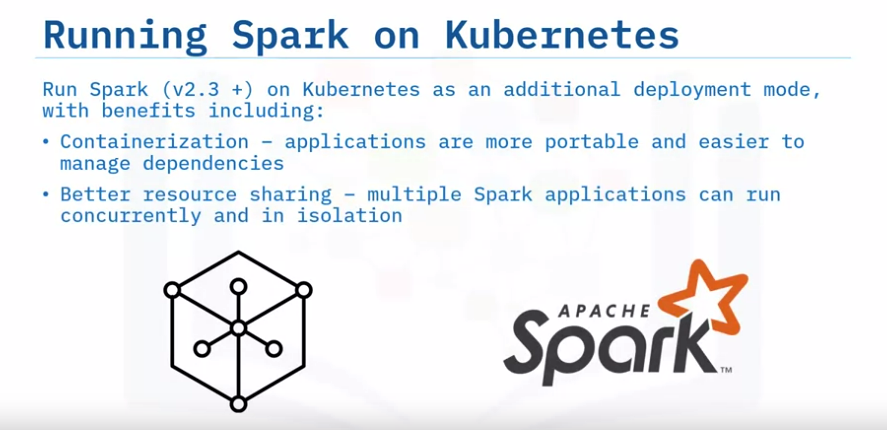 Running Spark on Kubernetes
Run Spark (v2.3 +) on Kubernetes as an additional deployment mode,
with benefits including:
• Containerization – applications are more portable and easier to
manage dependencies
• Better resource sharing – multiple Spark applications can run
concurrently and in isolation
APACHE
Spark™